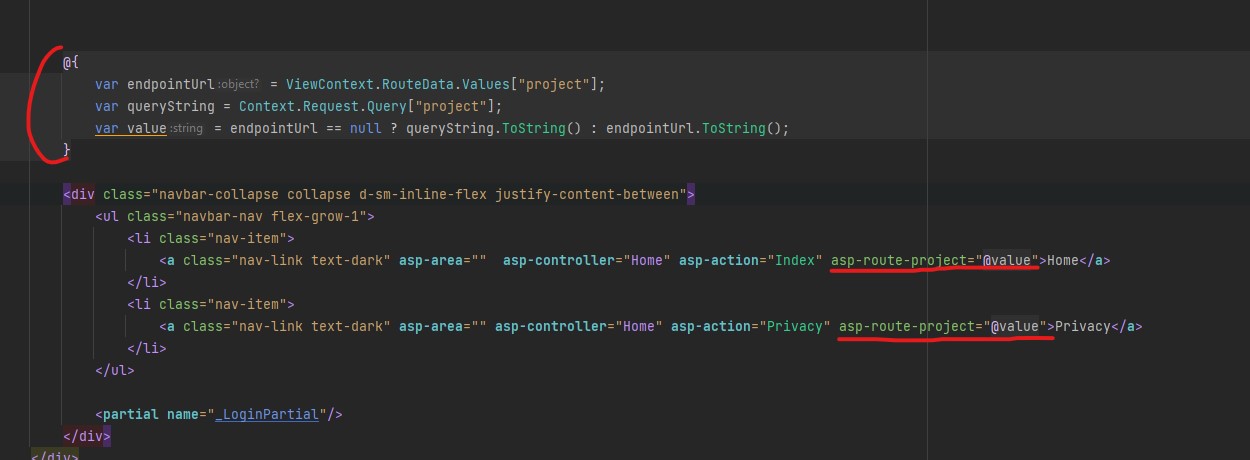 @{
var endpointUrl :object? = ViewContext.RouteData.Values["project"];
var queryString = Context.Request.Query["project"];
var value :string = endpointUrl == null ? queryString.ToString() : endpointUrl.ToString();
}
<div class="navbar-collapse collapse d-sm-inline-flex justify-content-between">
<ul class="navbar-nav flex-grow-1">
<li class="nav-item">
<a class="nav-link text-dark" asp-area=""  asp-controller="Home" asp-action="Index" asp-route-project="@value">Home</a>
</li>
<li class="nav-item">
<a class="nav-link text-dark" asp-area="" asp-controller="Home" asp-action="Privacy" asp-route-project="@value">Privacy</a>
</li>
</ul>
<partial name="_LoginPartial"/>
</div>
</div>